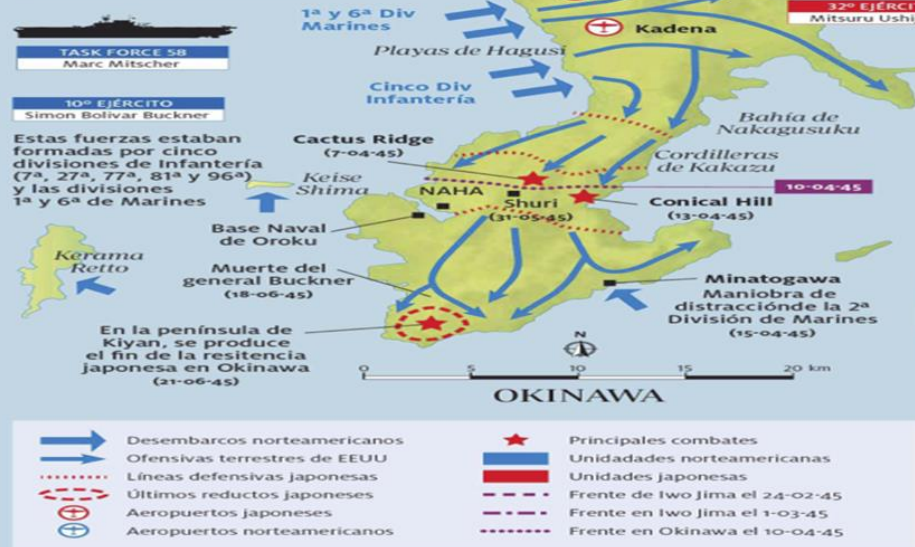 TASK FORCE 58
Marc Mitscher
10º EJÉRCITO
Simon Bolivar Buckner
Estas fuerzas estaban
formadas por cinco
divisiones de Infantería
(7ª, 27ª, 77ª, 81ª y 96ª)
y las divisiones
1ª y 6ª de Marines
1ª y 6ª Div
Marines
Playas de Hagusi
Cinco Div
Infantería
Kadena
32º EJÉRCIT
Mitsuru Ushi
Bahía de
Nakagusuku
Cactus Ridge
(7-04-45)
Cordilleras
de Kakazu
Keise
Shima
NAHA
Shuri
(31-05-45)
10-04-45
Conical Hill
(13-04-45)
Base Naval
de Oroku
Kerama
Retto
Muerte del
general Buckner
(18-06-45)
Minatogawa
Maniobra de
distracciónde la 2ª
División de Marines
(15-04-45)
En la península de
Kiyan, se produce
el fin de la resitencia
japonesa en Okinawa
(21-06-45)
N
0 5 10 15 20 km
OKINAWA
Desembarcos norteamericanos
Ofensivas terrestres de EEUU
Líneas defensivas japonesas
Últimos reductos japoneses
Aeropuertos japoneses
Aeropuertos norteamericanos
Principales combates
Unidadades norteamericanas
Unidades japonesas
Frente de Iwo Jima el 24-02-45
Frente en Iwo Jima el 1-03-45
Frente en Okinawa el 10-04-45